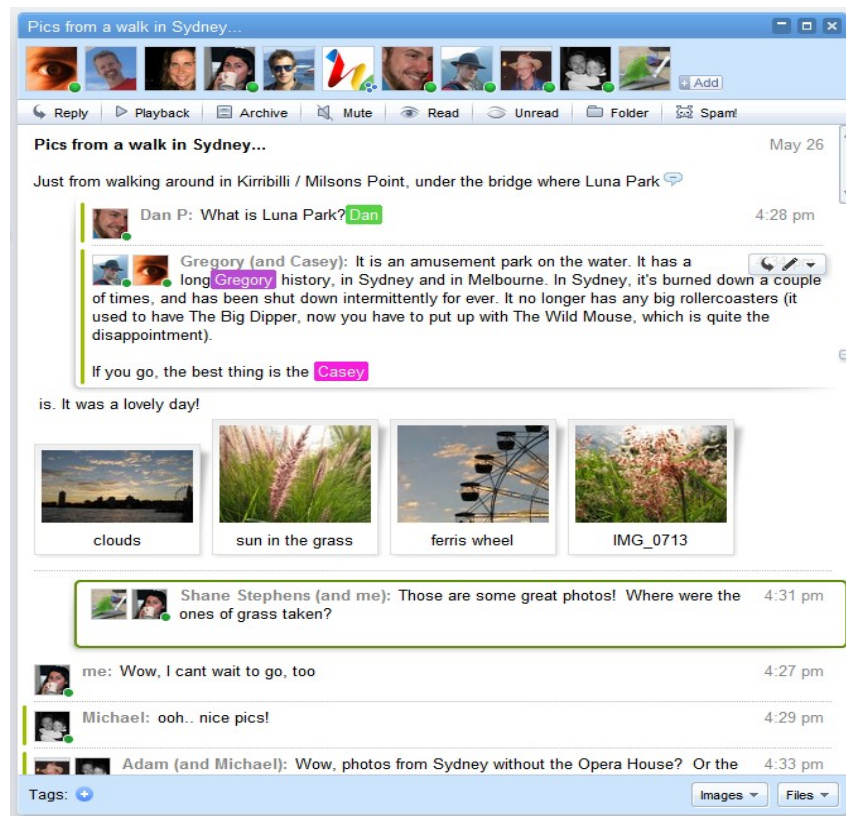 Pics from a walk in Sydney...
Add
Reply Playback Archive Mute Read Unread Folder Spam!
Pics from a walk in Sydney... May 26
Just from walking around in Kirribilli / Milsons Point, under the bridge where Luna Park
Dan P: What is Luna Park? Dan 4:28 pm
Gregory (and Casey): It is an amusement park on the water. It has a
long Gregory history, in Sydney and in Melbourne. In Sydney, it's burned down a couple
of times, and has been shut down intermittently for ever. It no longer has any big rollercoasters (it
used to have The Big Dipper, now you have to put up with The Wild Mouse, which is quite the
disappointment).
If you go, the best thing is the Casey
is. It was a lovely day!
clouds sun in the grass ferris wheel IMG_0713
Shane Stephens (and me): Those are some great photos! Where were the 4:31 pm
ones of grass taken?
me: Wow, I cant wait to go, too 4:27 pm
Michael: ooh.. nice pics! 4:29 pm
Adam (and Michael): Wow, photos from Sydney without the Opera House? Or the 4:33 pm
Tags: Images Files